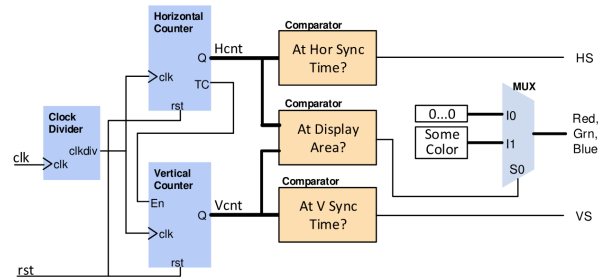 Horizontal
Counter
Q
clk
TC
rst
Hcnt
Comparator
At Hor Sync
Time?
HS
Clock
Divider
clkdiv
clk
clk
rst
Comparator
At Display
Area?
MUX
0...0
I0
Some
Color
I1
S0
Red,
Grn,
Blue
Vertical
Counter
En
Q
clk
rst
Vcnt
Comparator
At V Sync
Time?
VS